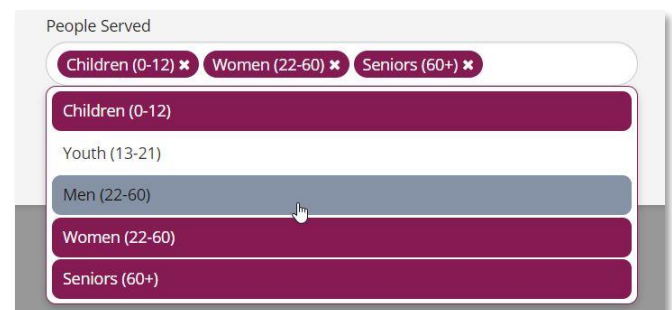 People Served
Children (0-12) ✖ Women (22-60) ✖ Seniors (60+) ✖
Children (0-12)
Youth (13-21)
Men (22-60)
Women (22-60)
Seniors (60+)